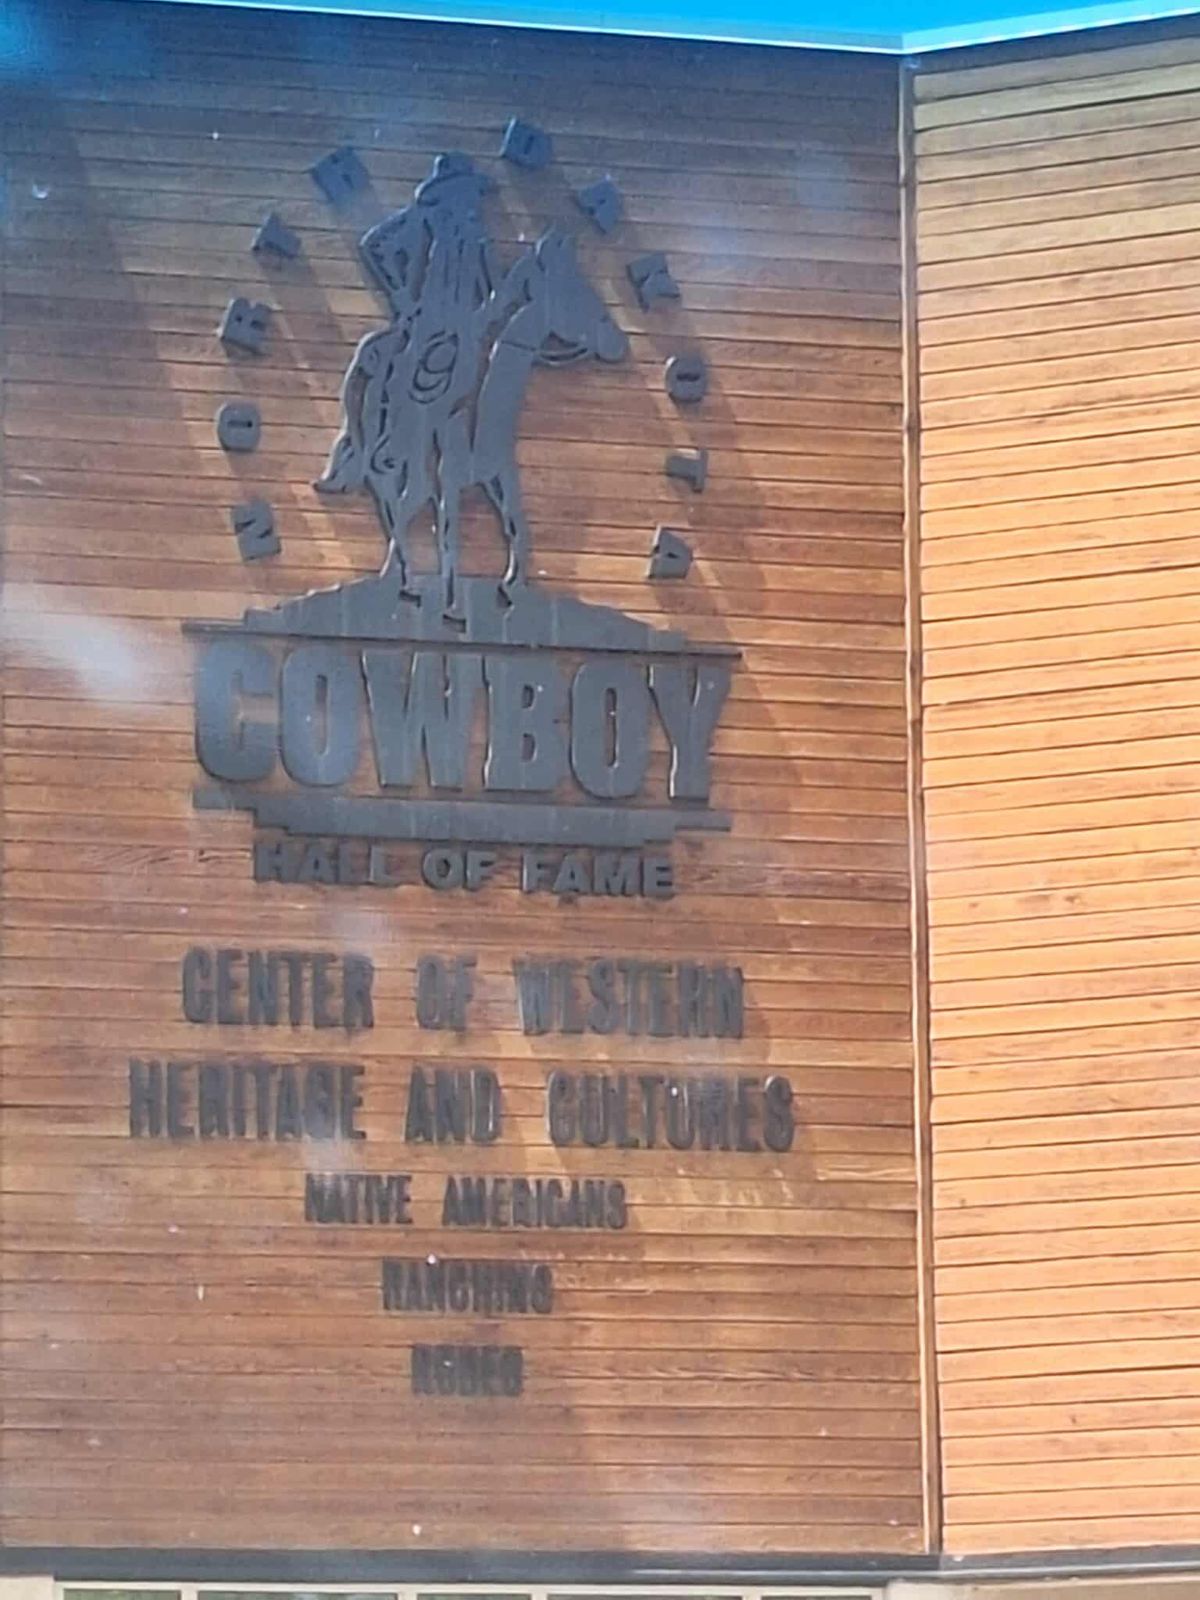 NORTH DAKOTA
COWBOY
HALL OF FAME
CENTER OF WESTERN
HERITAGE AND CULTURES
NATIVE AMERICANS
RANCHING
RODEO